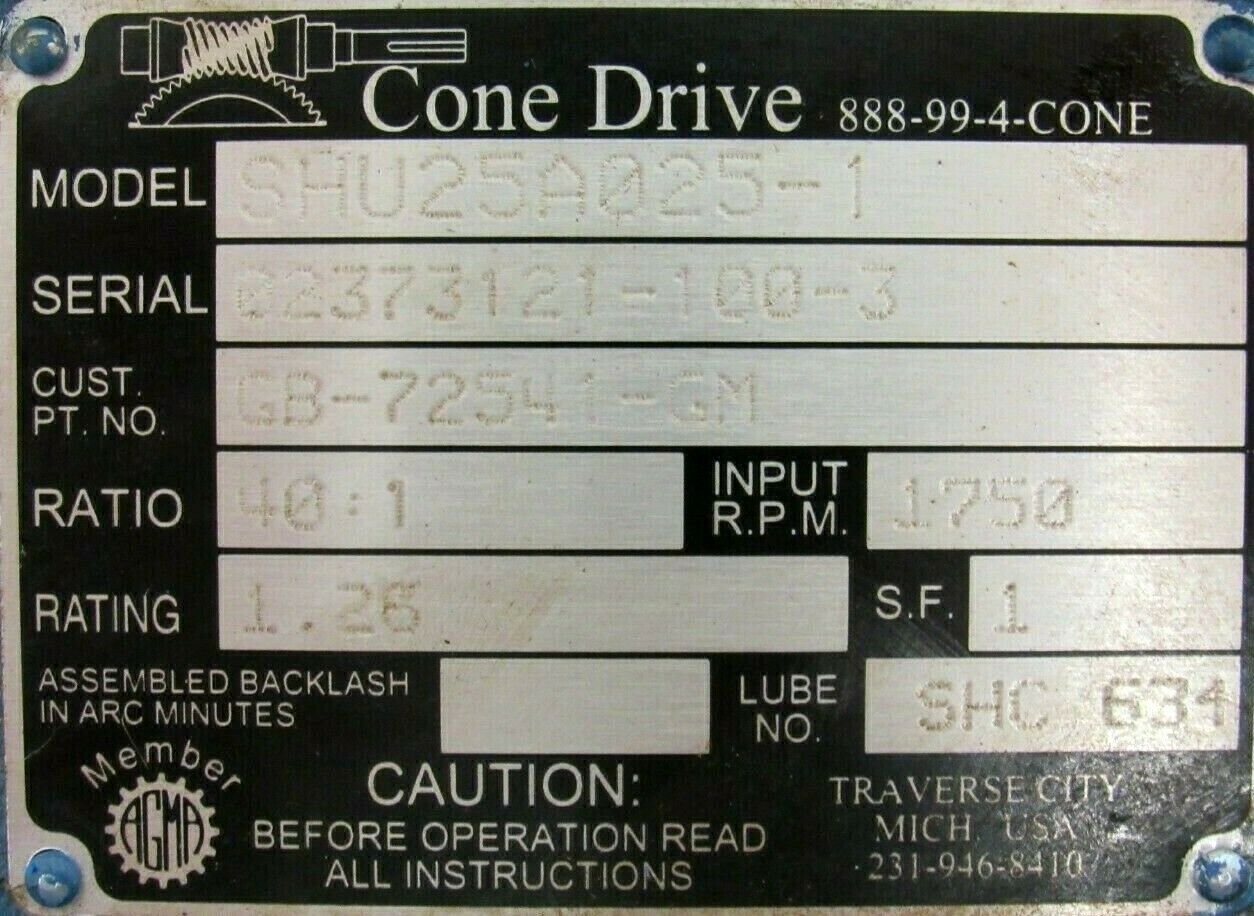 Cone Drive 888-99-4-CONE
MODEL SHU25A025-1
SERIAL 02373121-100-3
CUST. PT. NO. GB-72541-GM
RATIO 40:1 INPUT R.P.M. 1750
RATING 1.26 S.F. 1
ASSEMBLED BACKLASH IN ARC MINUTES LUBE NO. SHC 634
Member
AGMA
CAUTION:
BEFORE OPERATION READ
ALL INSTRUCTIONS
TRAVERSE CITY
MICH USA
231-946-8410